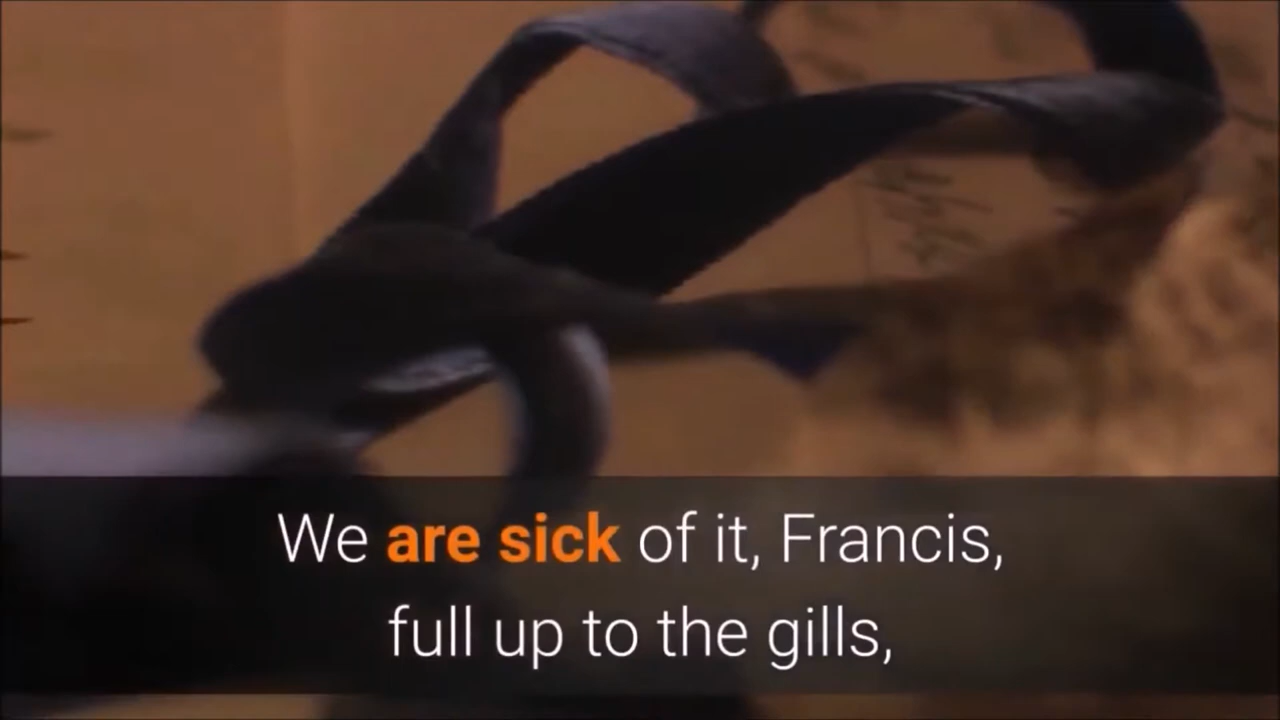 We are sick of it, Francis,
full up to the gills,